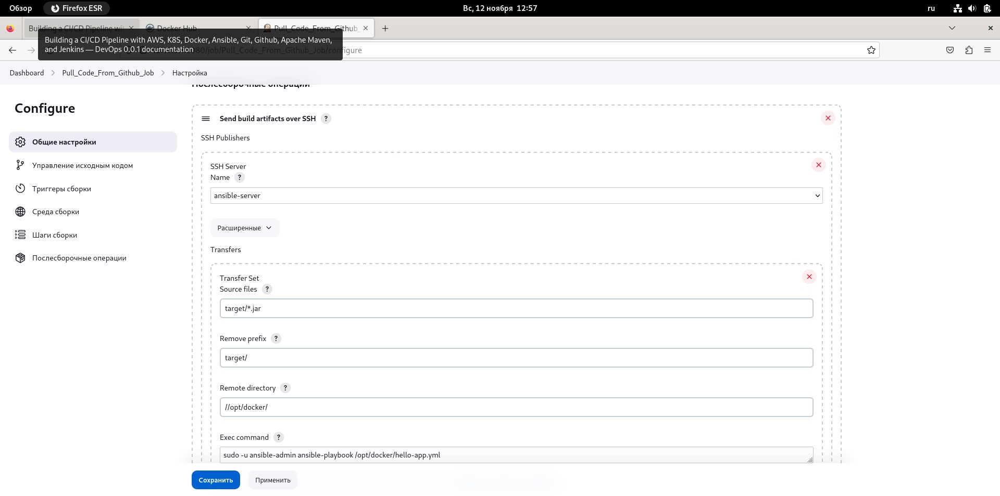 Обзор
Firefox ESR
Вс, 12 ноября 12:57
ru
Building a CI/CD Pipeline wit
Docker Hub
Pull_Code_From_Github_
Building a CI/CD Pipeline with AWS, K8S, Docker, Ansible, Git, Github, Apache Maven,
and Jenkins — DevOps 0.0.1 documentation
80/job/Pull_Code_From_Github_Job/configure
Dashboard
Pull_Code_From_Github_Job
Настройка
Послесборочные операции
Configure
Общие настройки
Управление исходным кодом
Триггеры сборки
Среда сборки
Шаги сборки
Послесборочные операции
Send build artifacts over SSH ?
SSH Publishers
SSH Server
Name ?
ansible-server
Расширенные
Transfers
Transfer Set
Source files ?
target/*.jar
Remove prefix ?
target/
Remote directory ?
//opt/docker/
Exec command ?
sudo -u ansible-admin ansible-playbook /opt/docker/hello-app.yml
Сохранить
Применить